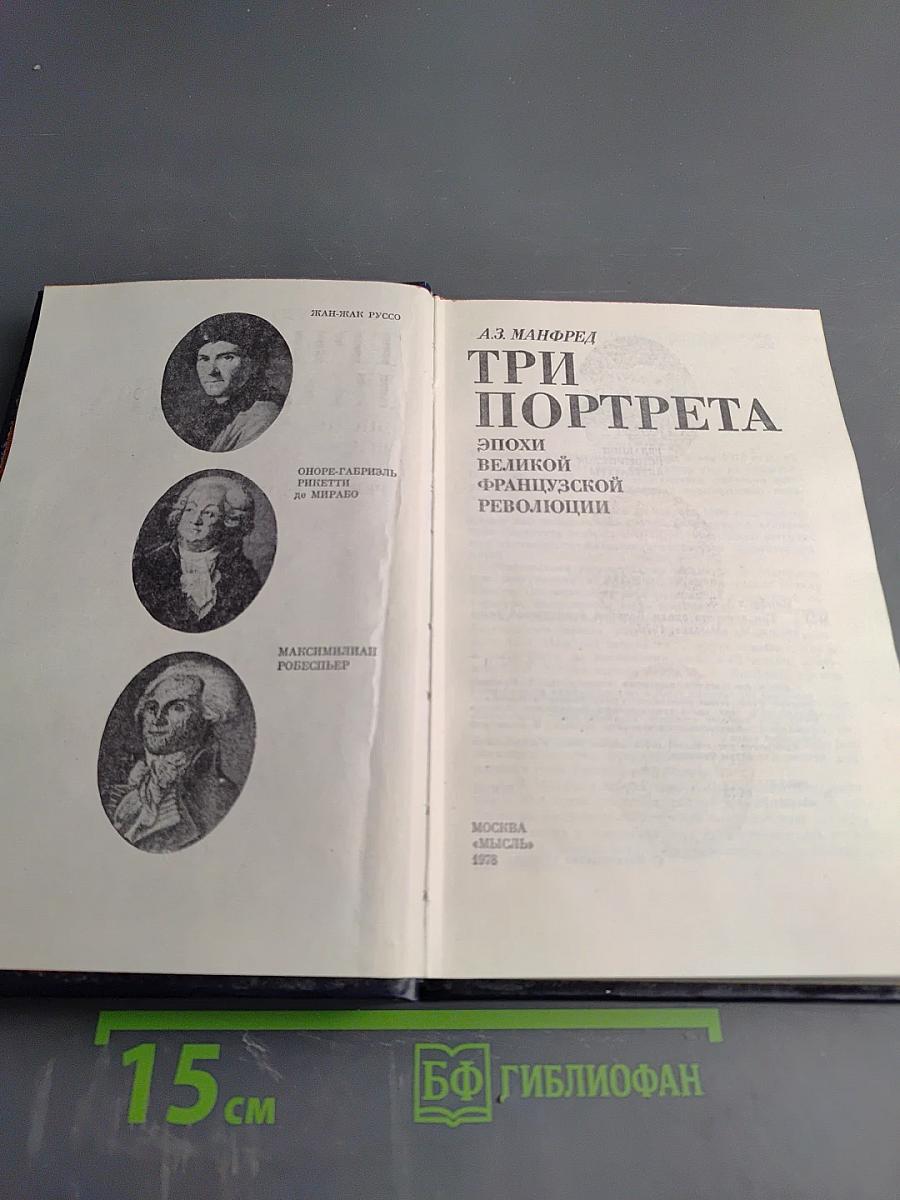 ЖАН-ЖАК РУССО
ОНОРЕ-ГАБРИЭЛЬ
РИКЕТТИ
де МИРАБО
МАКСИМИЛИАН
РОБЕСПЬЕР
А.З. МАНФРЕД
ТРИ
ПОРТРЕТА
ЭПОХИ
ВЕЛИКОЙ
ФРАНЦУЗСКОЙ
РЕВОЛЮЦИИ
МОСКВА
«МЫСЛЬ»
1978
15 см
БФ ГИБЛИОФАН